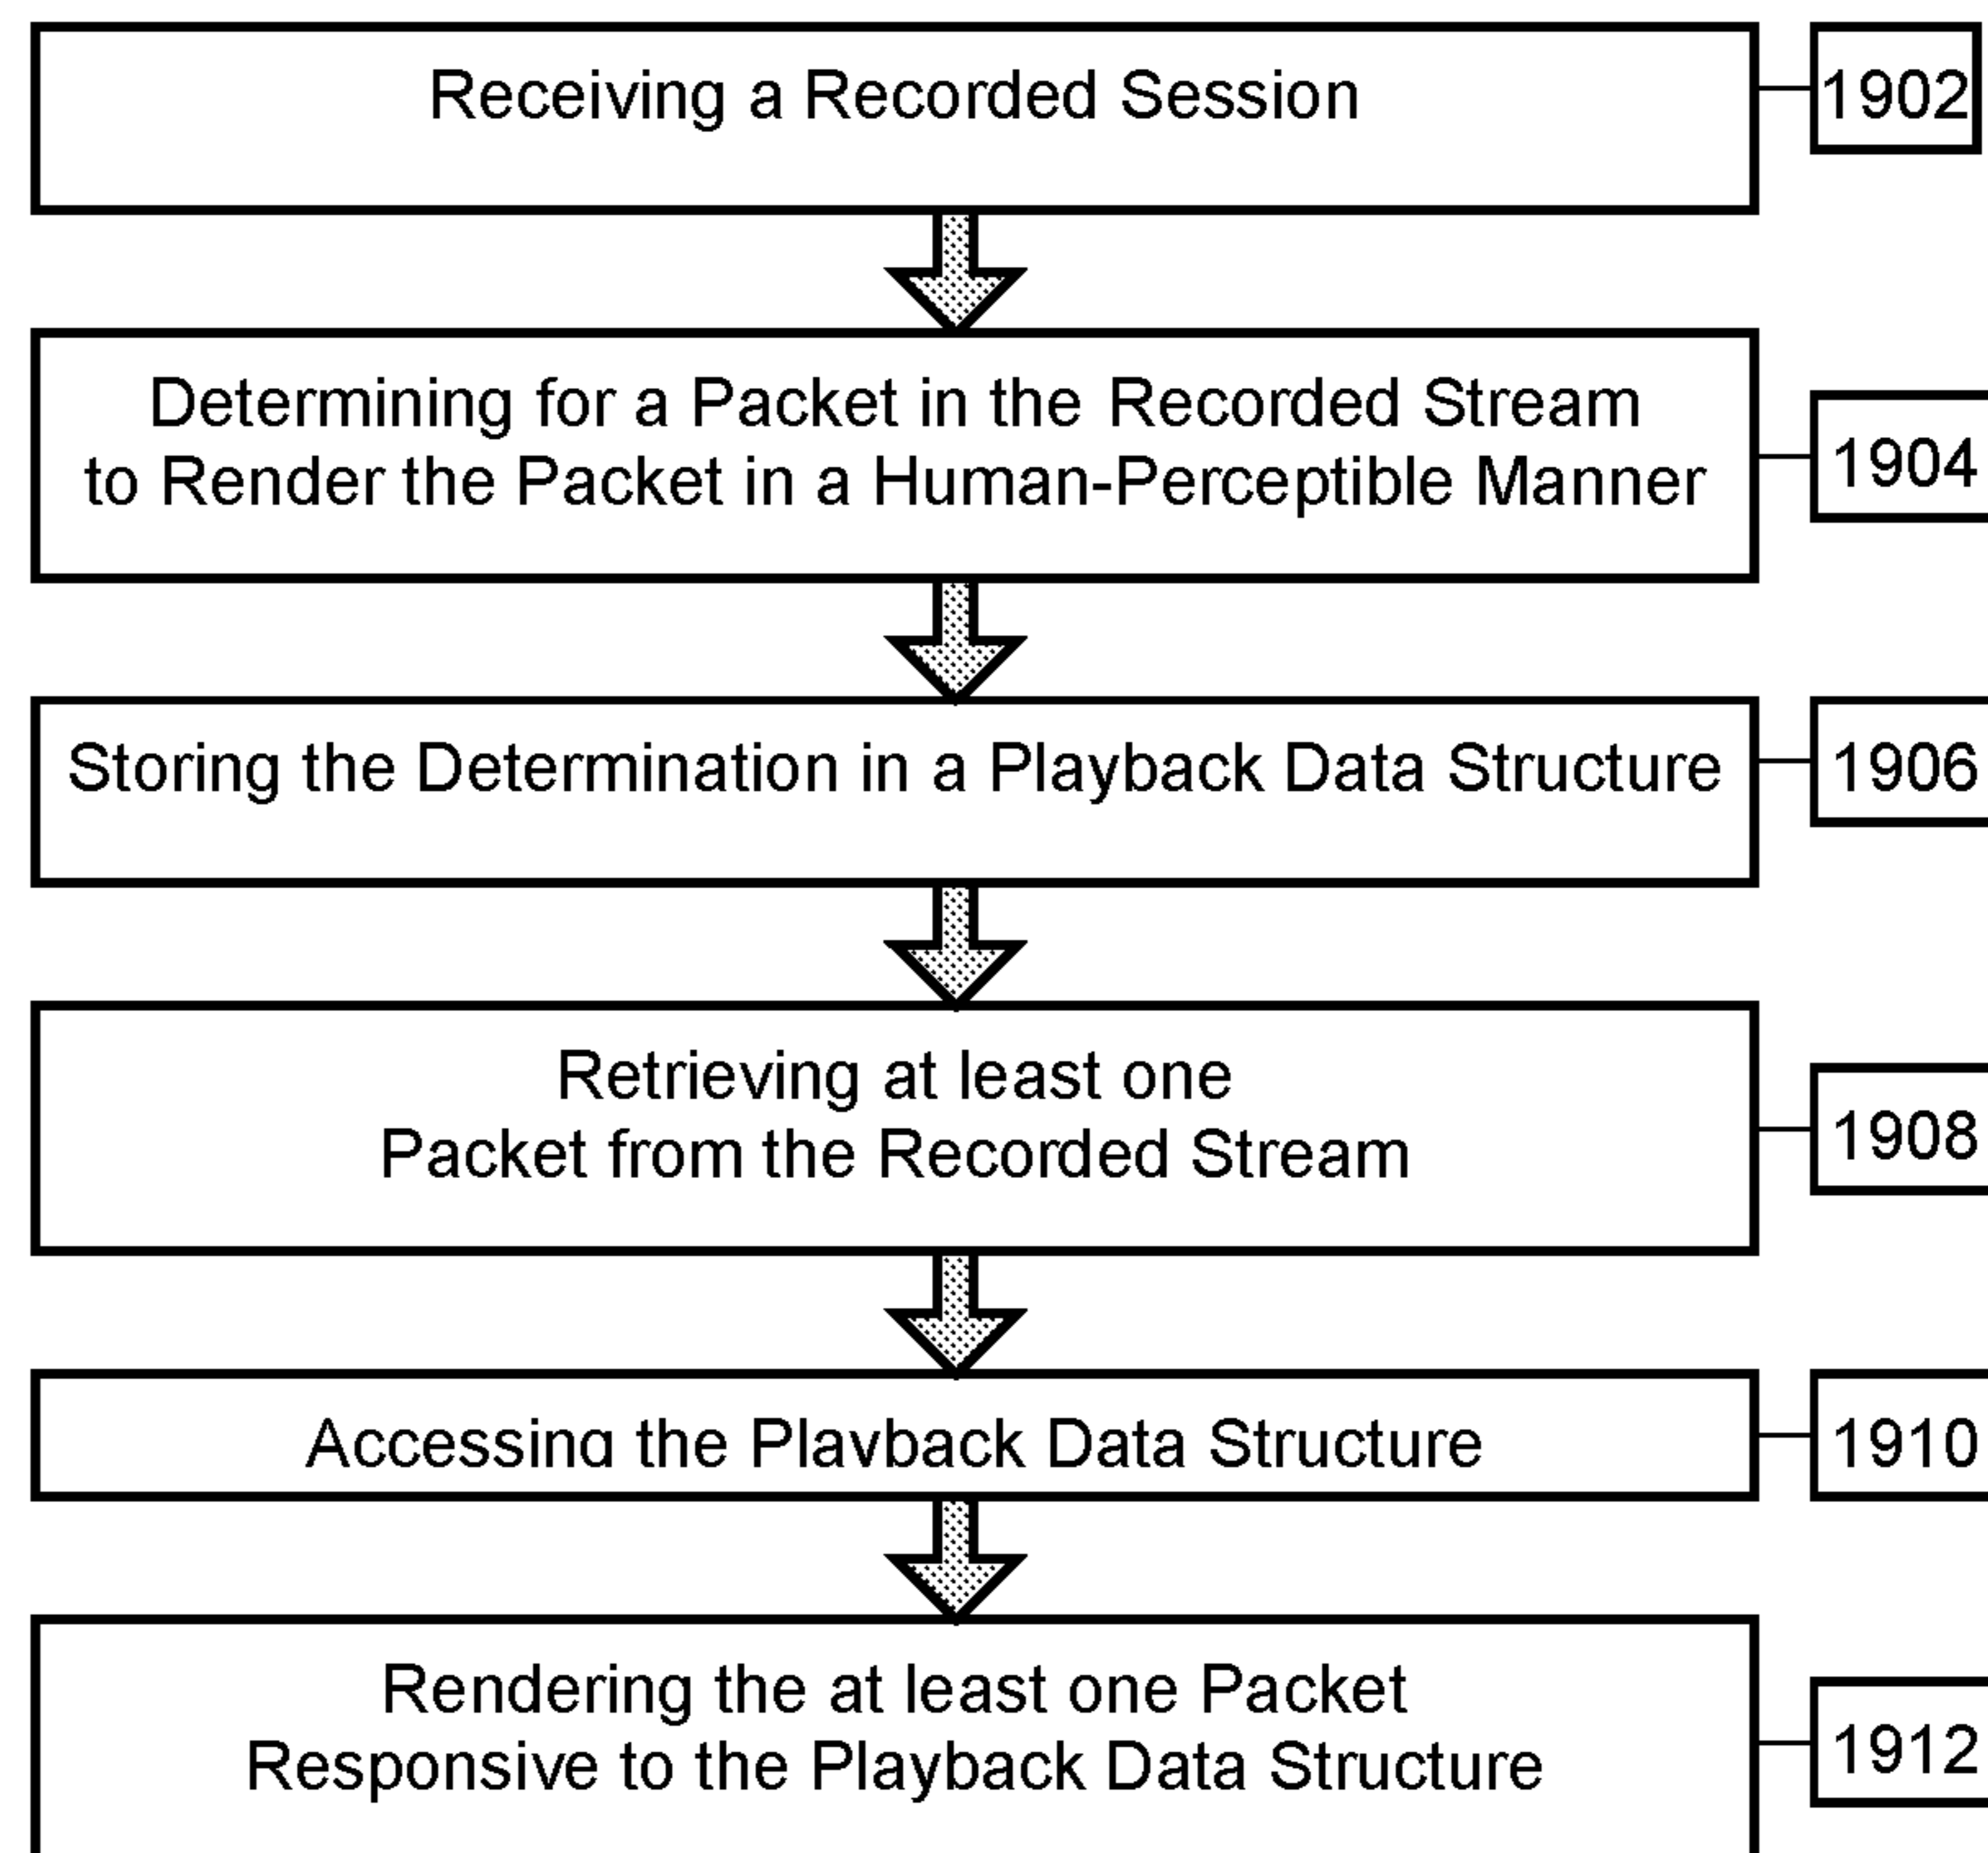 Receiving a Recorded Session
1902
Determining for a Packet in the Recorded Stream
to Render the Packet in a Human-Perceptible Manner
1904
Storing the Determination in a Playback Data Structure
1906
Retrieving at least one
Packet from the Recorded Stream
1908
Accessing the Playback Data Structure
1910
Rendering the at least one Packet
Responsive to the Playback Data Structure
1912